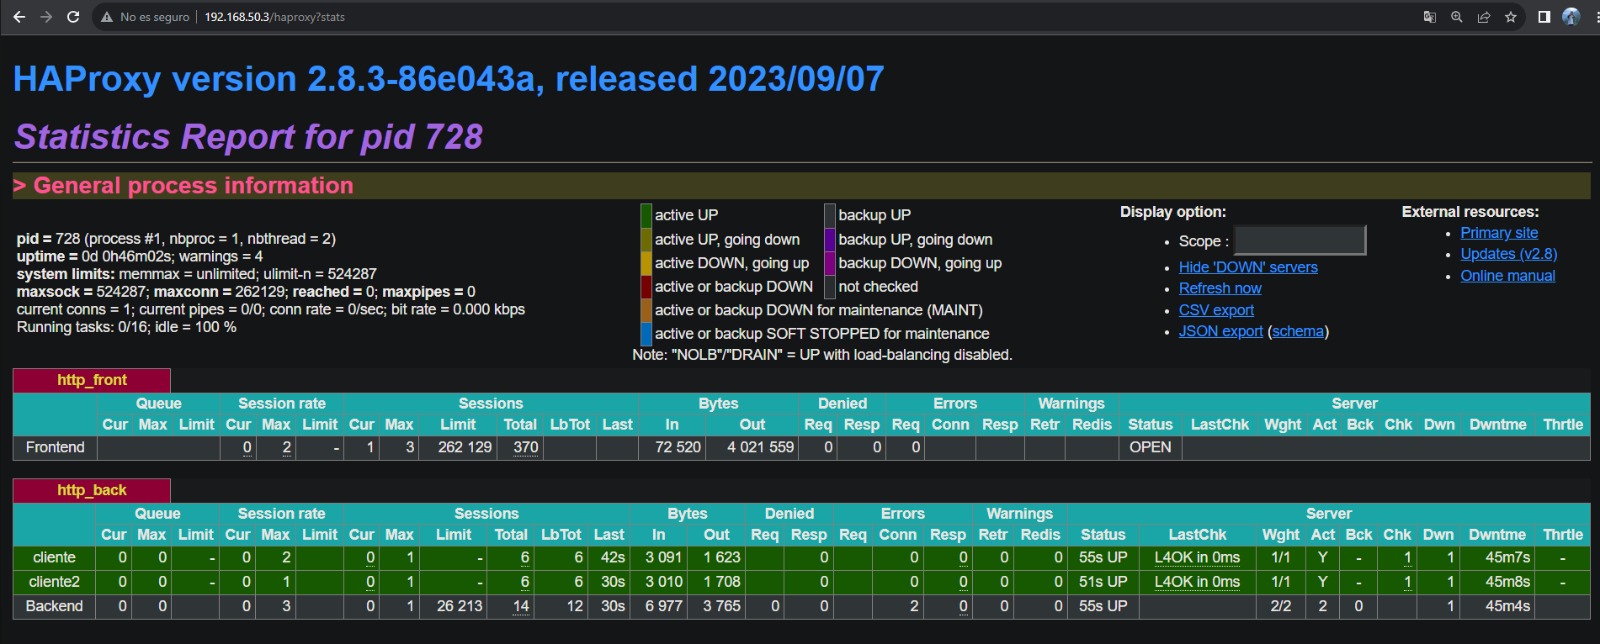 No es seguro 192.168.50.3/haproxy?stats
HAProxy version 2.8.3-86e043a, released 2023/09/07
Statistics Report for pid 728
> General process information
pid = 728 (process #1, nbproc = 1, nbthread = 2)
uptime = 0d 0h46m02s; warnings = 4
system limits: memmax = unlimited; ulimit-n = 524287
maxsock = 524287; maxconn = 262129; reached = 0; maxpipes = 0
current conns = 1; current pipes = 0/0; conn rate = 0/sec; bit rate = 0.000 kbps
Running tasks: 0/16; idle = 100 %
active UP backup UP
active UP, going down backup UP, going down
active DOWN, going up backup DOWN, going up
active or backup DOWN not checked
active or backup DOWN for maintenance (MAINT)
active or backup SOFT STOPPED for maintenance
Note: "NOLB"/"DRAIN" = UP with load-balancing disabled.
Display option:
Scope :
Hide 'DOWN' servers
Refresh now
CSV export
JSON export (schema)
External resources:
Primary site
Updates (v2.8)
Online manual
http_front
Queue Session rate Sessions Bytes Denied Errors Warnings Server
Cur Max Limit Cur Max Limit Cur Max Limit Total LbTot Last In Out Req Resp Req Conn Resp Retr Redis Status LastChk Wght Act Bck Chk Dwn Dwntme Thrtle
Frontend 0 2 - 1 3 262 129 370 72 520 4 021 559 0 0 0 OPEN
http_back
Queue Session rate Sessions Bytes Denied Errors Warnings Server
Cur Max Limit Cur Max Limit Cur Max Limit Total LbTot Last In Out Req Resp Req Conn Resp Retr Redis Status LastChk Wght Act Bck Chk Dwn Dwntme Thrtle
cliente 0 0 - 0 2 0 1 - 6 6 42s 3 091 1 623 0 0 0 0 0 55s UP L4OK in 0ms 1/1 Y - 1 1 45m7s -
cliente2 0 0 - 0 1 0 1 - 6 6 30s 3 010 1 708 0 0 0 0 0 51s UP L4OK in 0ms 1/1 Y - 1 1 45m8s -
Backend 0 0 0 3 0 1 26 213 14 12 30s 6 977 3 765 0 0 2 0 0 0 55s UP 2/2 2 0 1 45m4s